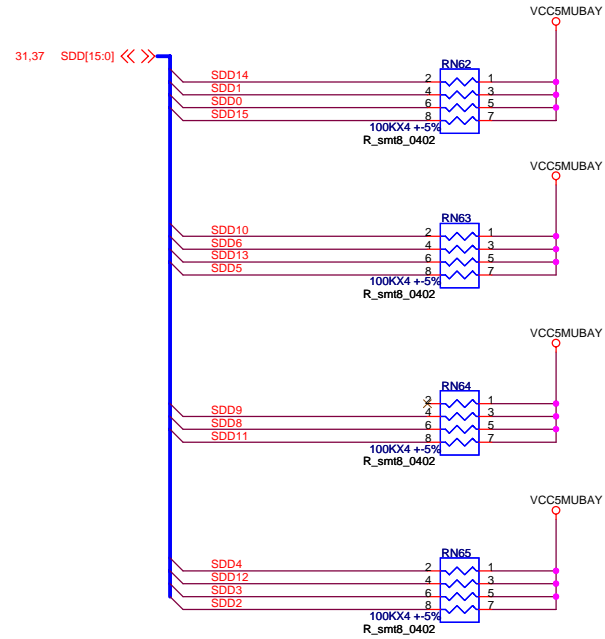 VCC5MUBAY
31,37 SDD[15:0]
RN62
SDD14 2 1
SDD1 4 3
SDD0 6 5
SDD15 8 7
100KX4 +-5%
R_smt8_0402
VCC5MUBAY
RN63
SDD10 2 1
SDD6 4 3
SDD13 6 5
SDD5 8 7
100KX4 +-5%
R_smt8_0402
VCC5MUBAY
RN64
2 1
SDD9 4 3
SDD8 6 5
SDD11 8 7
100KX4 +-5%
R_smt8_0402
VCC5MUBAY
RN65
SDD4 2 1
SDD12 4 3
SDD3 6 5
SDD2 8 7
100KX4 +-5%
R_smt8_0402